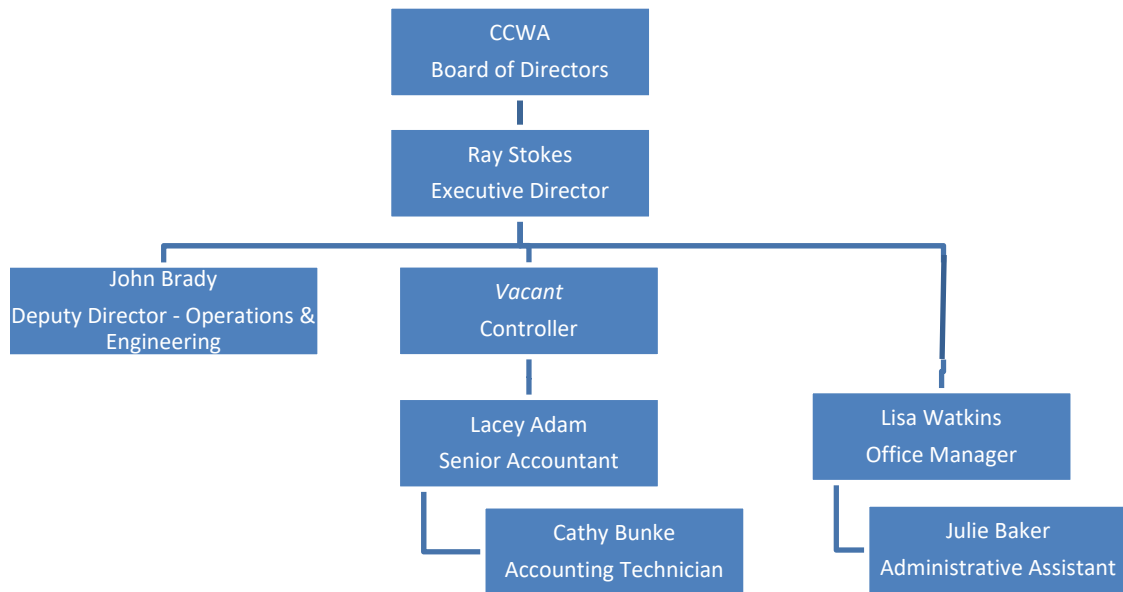 CCWA
Board of Directors
Ray Stokes
Executive Director
John Brady
Deputy Director - Operations &
Engineering
Vacant
Controller
Lacey Adam
Senior Accountant
Lisa Watkins
Office Manager
Cathy Bunke
Accounting Technician
Julie Baker
Administrative Assistant